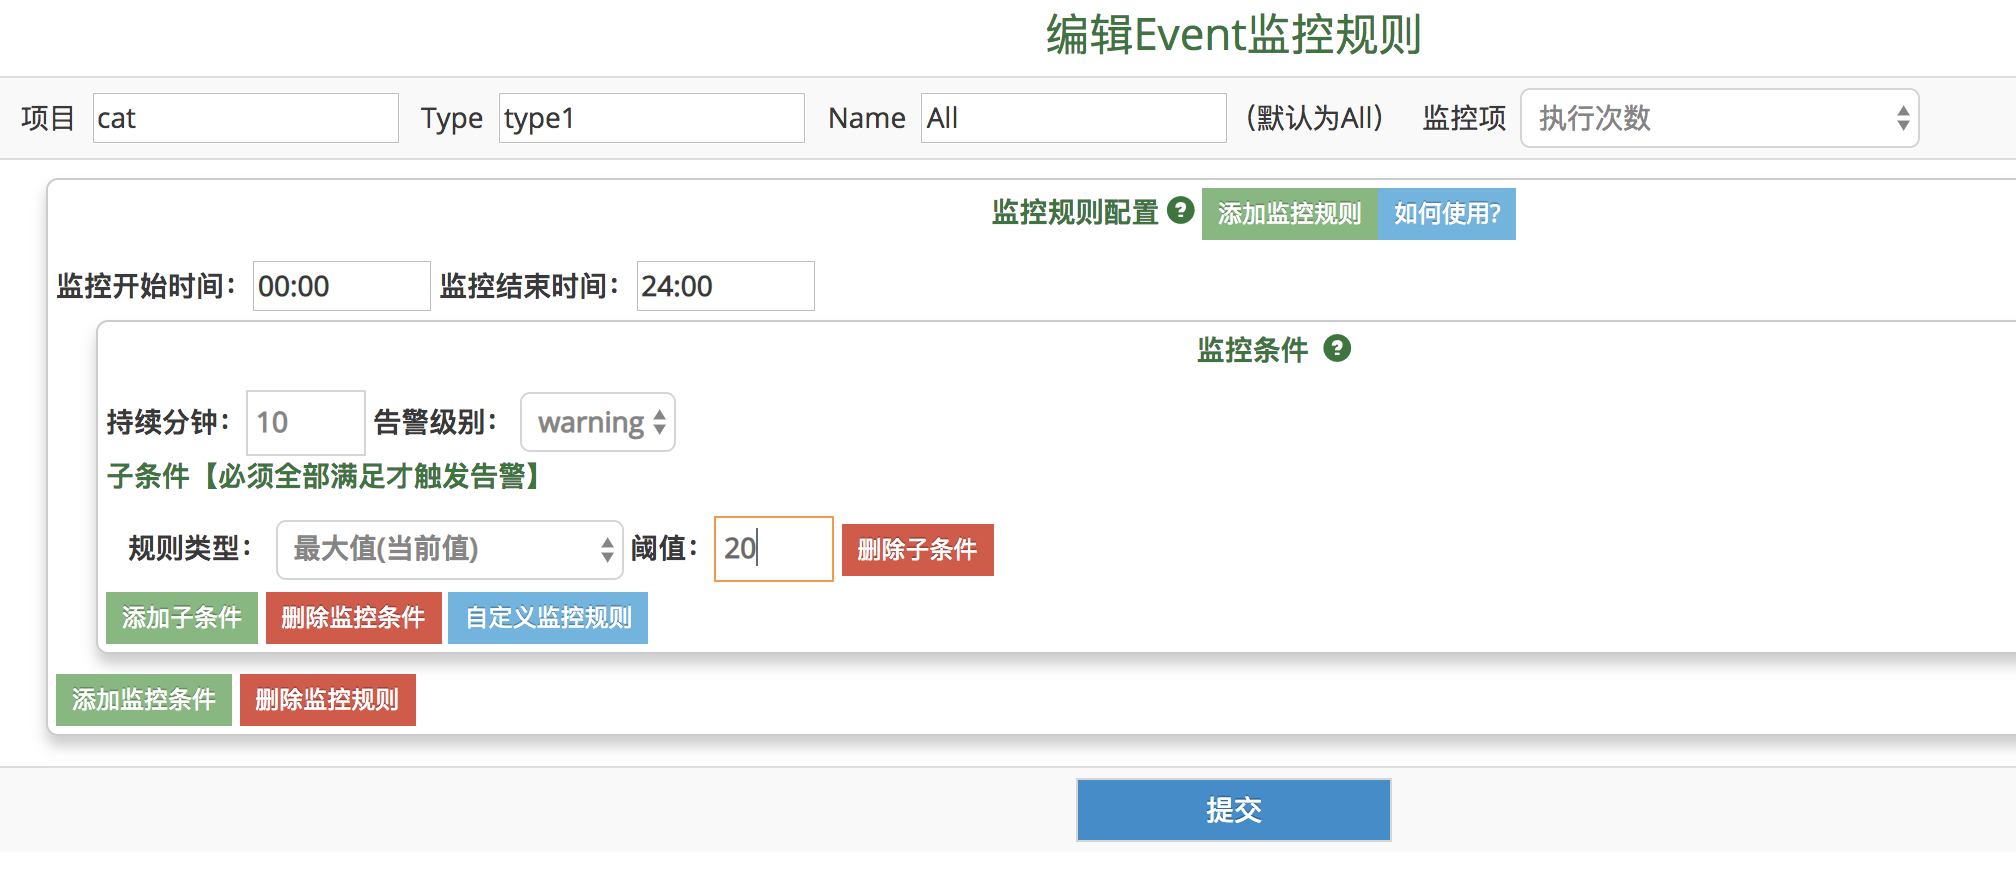 编辑Event监控规则
项目 cat Type type1 Name All (默认为All) 监控项 执行次数
监控规则配置 ? 添加监控规则 如何使用?
监控开始时间： 00:00 监控结束时间： 24:00
监控条件 ?
持续分钟： 10 告警级别： warning
子条件【必须全部满足才触发告警】
规则类型： 最大值(当前值) 阈值： 20 删除子条件
添加子条件 删除监控条件 自定义监控规则
添加监控条件 删除监控规则
提交